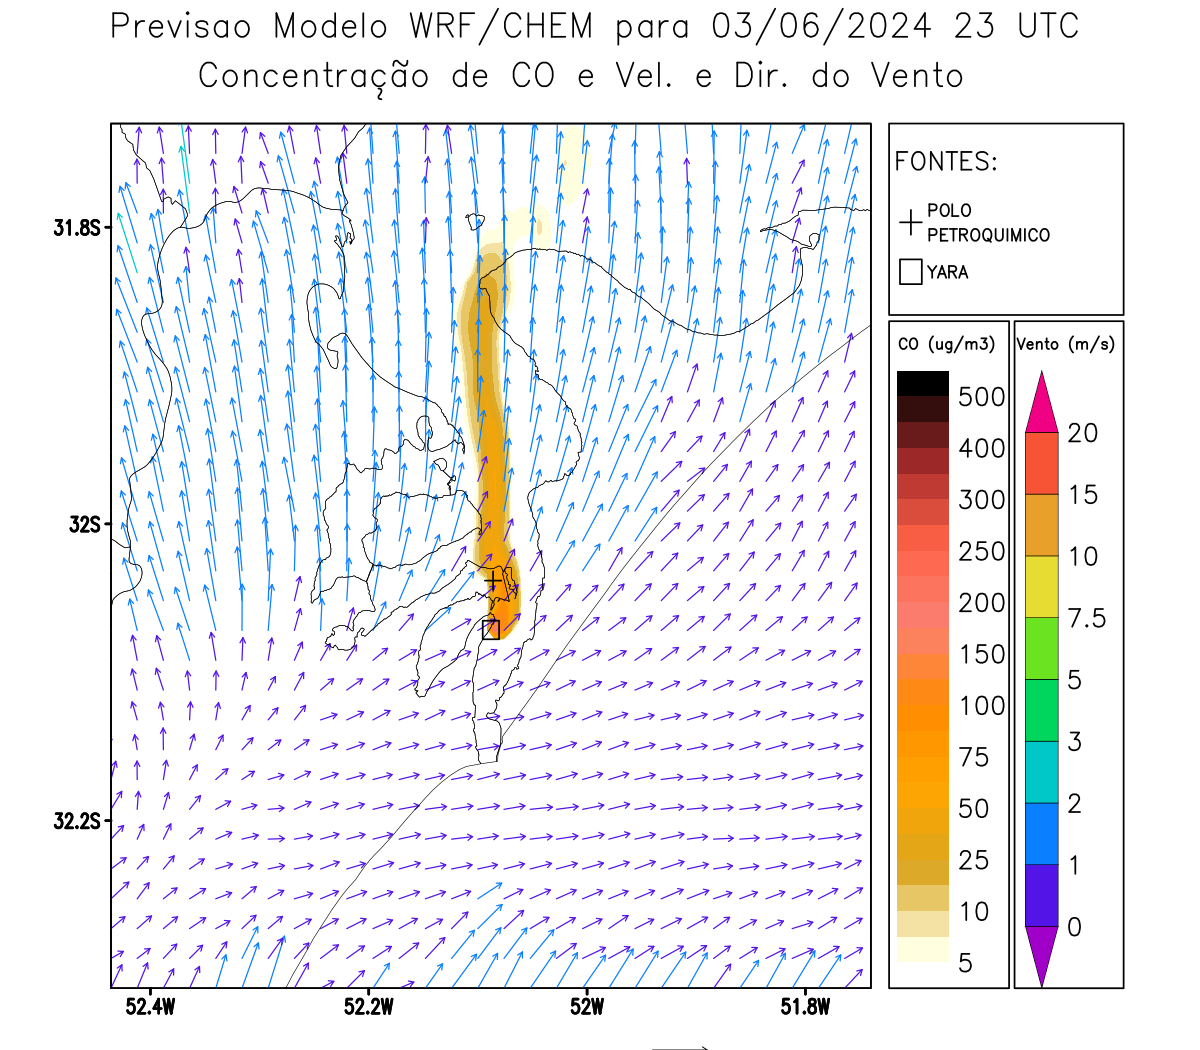 Previsao Modelo WRF/CHEM para 03/06/2024 23 UTC
Concentração de CO e Vel. e Dir. do Vento
FONTES:
POLO
PETROQUIMICO
YARA
31.8S
32S
32.2S
52.4W
52.2W
52W
51.8W
CO (ug/m3)
500
400
300
250
200
150
100
75
50
25
10
5
Vento (m/s)
20
15
10
7.5
5
3
2
1
0